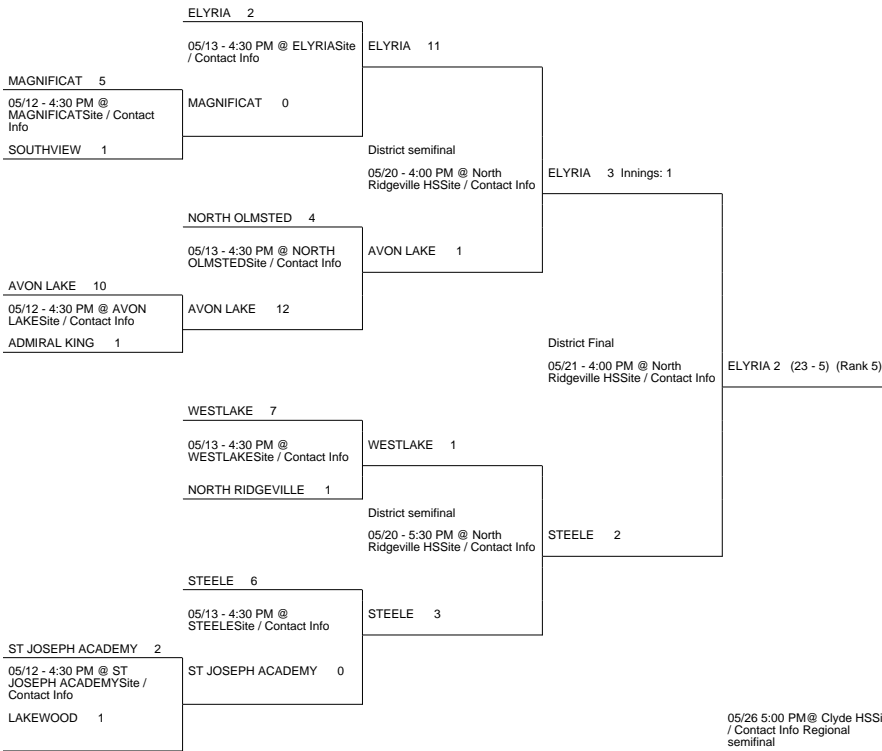 ELYRIA 2
05/13 - 4:30 PM @ ELYRIASite
/ Contact Info
ELYRIA 11
MAGNIFICAT 5
05/12 - 4:30 PM @
MAGNIFICATSite / Contact
Info
MAGNIFICAT 0
SOUTHVIEW 1
District semifinal
05/20 - 4:00 PM @ North
Ridgeville HSSite / Contact Info
ELYRIA 3 Innings: 1
NORTH OLMSTED 4
05/13 - 4:30 PM @ NORTH
OLMSTEDSite / Contact Info
AVON LAKE 1
AVON LAKE 10
05/12 - 4:30 PM @ AVON
LAKESite / Contact Info
AVON LAKE 12
ADMIRAL KING 1
District Final
05/21 - 4:00 PM @ North
Ridgeville HSSite / Contact Info
ELYRIA 2 (23 - 5) (Rank 5)
WESTLAKE 7
05/13 - 4:30 PM @
WESTLAKESite / Contact Info
WESTLAKE 1
NORTH RIDGEVILLE 1
District semifinal
05/20 - 5:30 PM @ North
Ridgeville HSSite / Contact Info
STEELE 2
STEELE 6
05/13 - 4:30 PM @
STEELESite / Contact Info
STEELE 3
ST JOSEPH ACADEMY 2
05/12 - 4:30 PM @ ST
JOSEPH ACADEMYSite /
Contact Info
ST JOSEPH ACADEMY 0
LAKEWOOD 1
05/26 5:00 PM@ Clyde HSSi
/ Contact Info Regional
semifinal